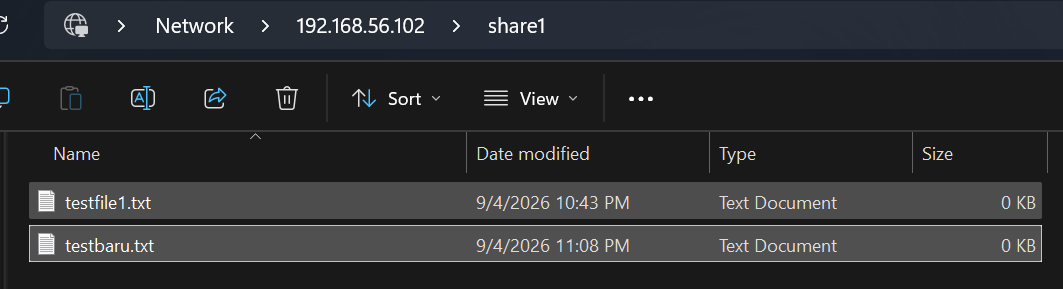 Network 192.168.56.102 share1
Sort View
Name Date modified Type Size
testfile1.txt 9/4/2026 10:43 PM Text Document 0 KB
testbaru.txt 9/4/2026 11:08 PM Text Document 0 KB